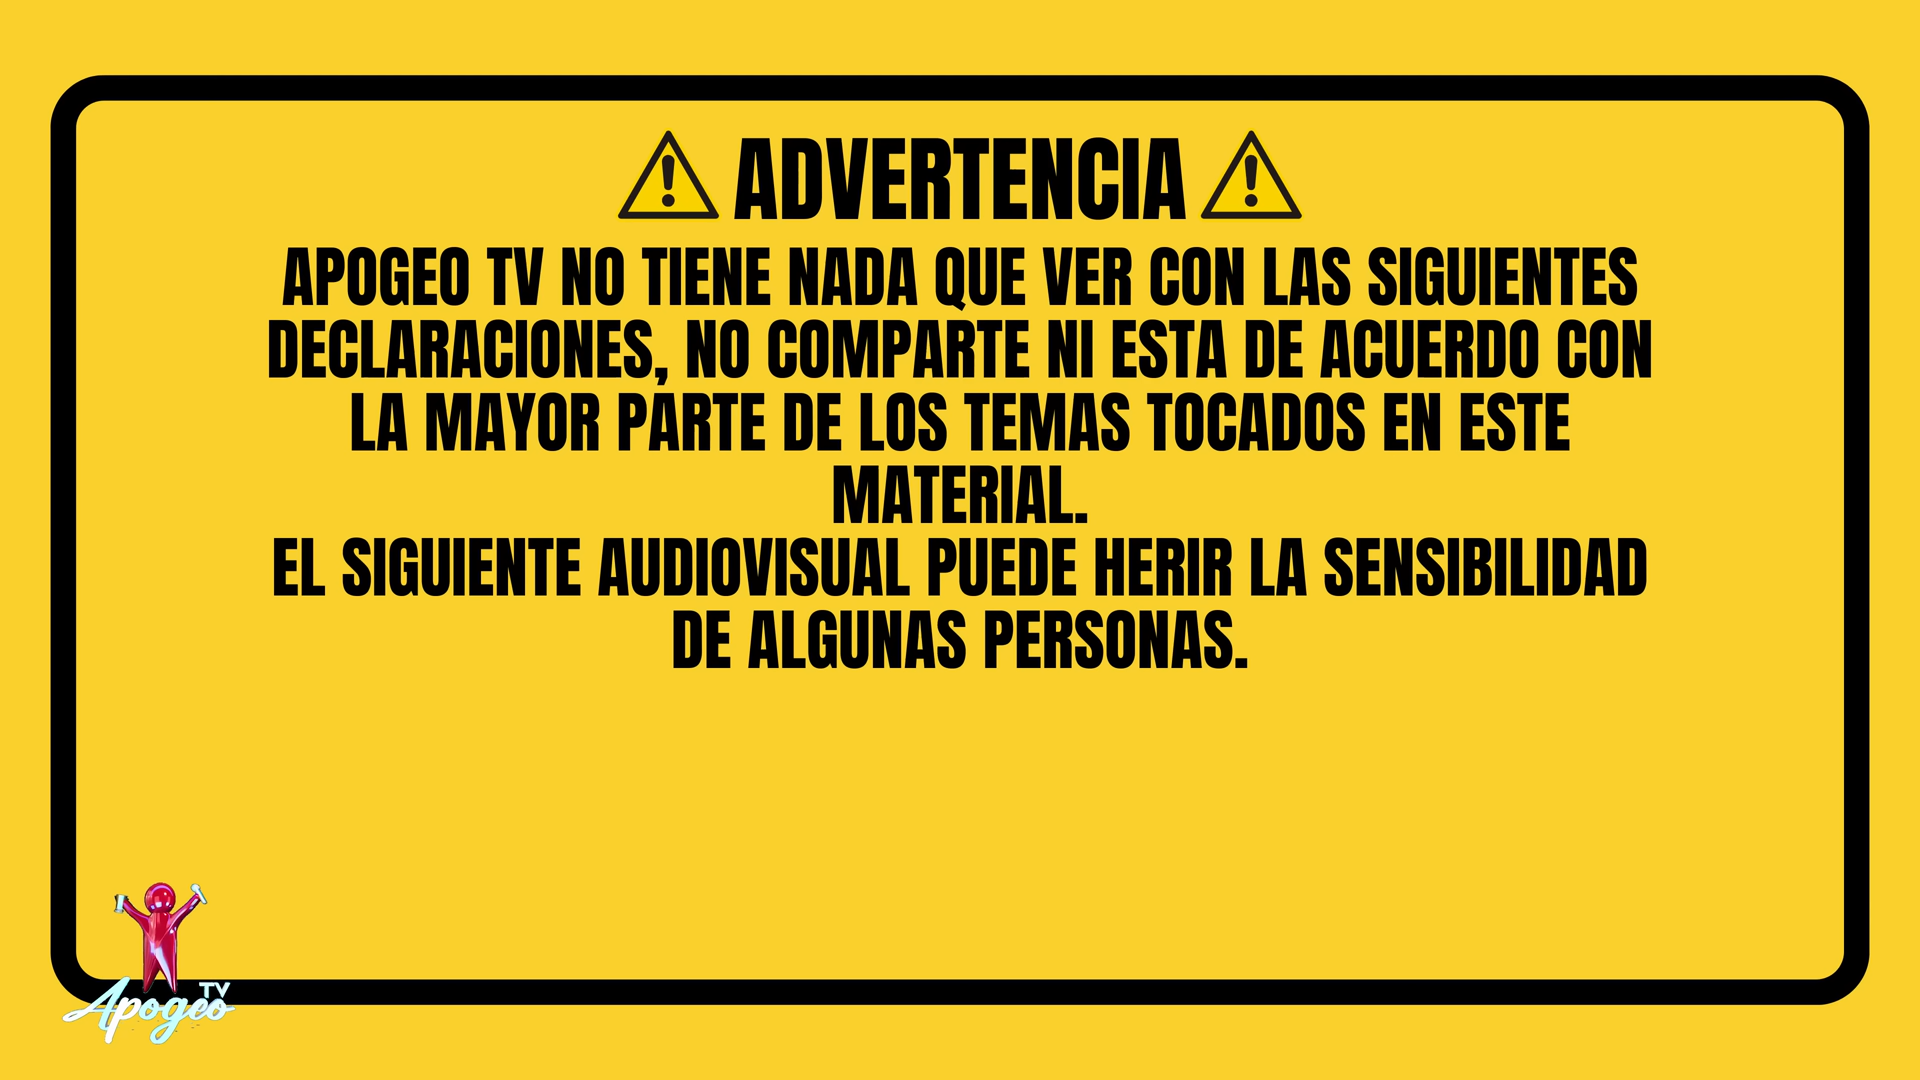 ADVERTENCIA
APOGEO TV NO TIENE NADA QUE VER CON LAS SIGUIENTES
DECLARACIONES, NO COMPARTE NI ESTA DE ACUERDO CON
LA MAYOR PARTE DE LOS TEMAS TOCADOS EN ESTE
MATERIAL.
EL SIGUIENTE AUDIOVISUAL PUEDE HERIR LA SENSIBILIDAD
DE ALGUNAS PERSONAS.
TV
Apogeo